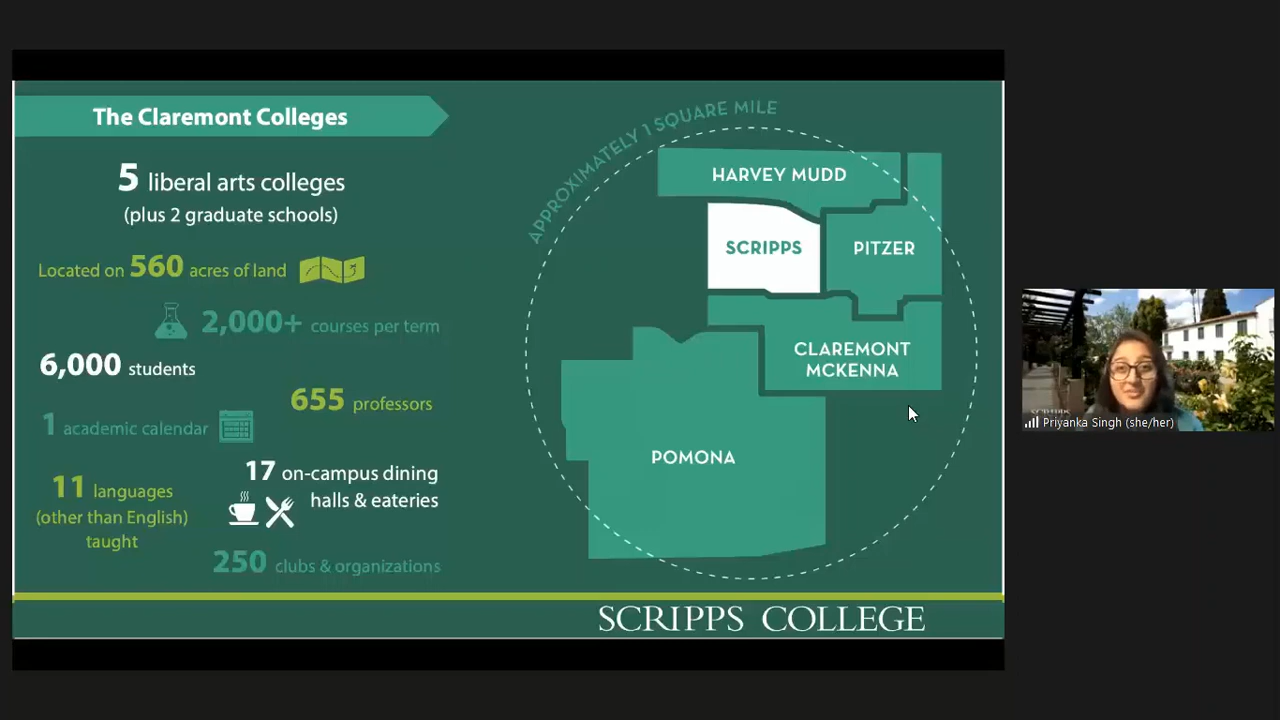 The Claremont Colleges
5 liberal arts colleges
(plus 2 graduate schools)
Located on 560 acres of land
2,000+ courses per term
6,000 students
655 professors
1 academic calendar
17 on-campus dining
halls & eateries
11 languages
(other than English)
taught
250 clubs & organizations
APPROXIMATELY 1 SQUARE MILE
HARVEY MUDD
SCRIPPS
PITZER
CLAREMONT
MCKENNA
POMONA
SCRIPPS COLLEGE
Priyanka Singh (she/her)